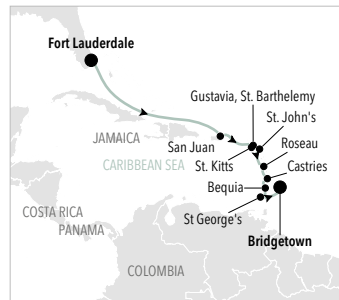 Fort Lauderdale
Gustavia, St. Barthelemy
St. John's
JAMAICA
San Juan
Roseau
CARIBBEAN SEA
St. Kitts
Castries
Bequia
COSTA RICA
St George's
PANAMA
Bridgetown
COLOMBIA